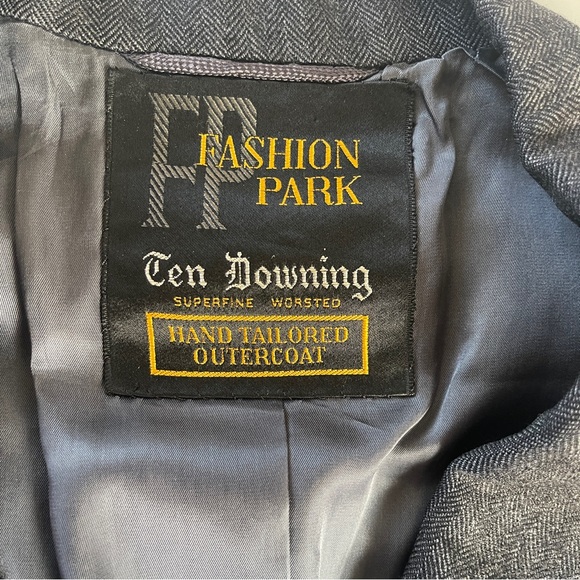 FP
FASHION
PARK
Ten Downing
SUPERFINE WORSTED
HAND TAILORED
OUTERCOAT